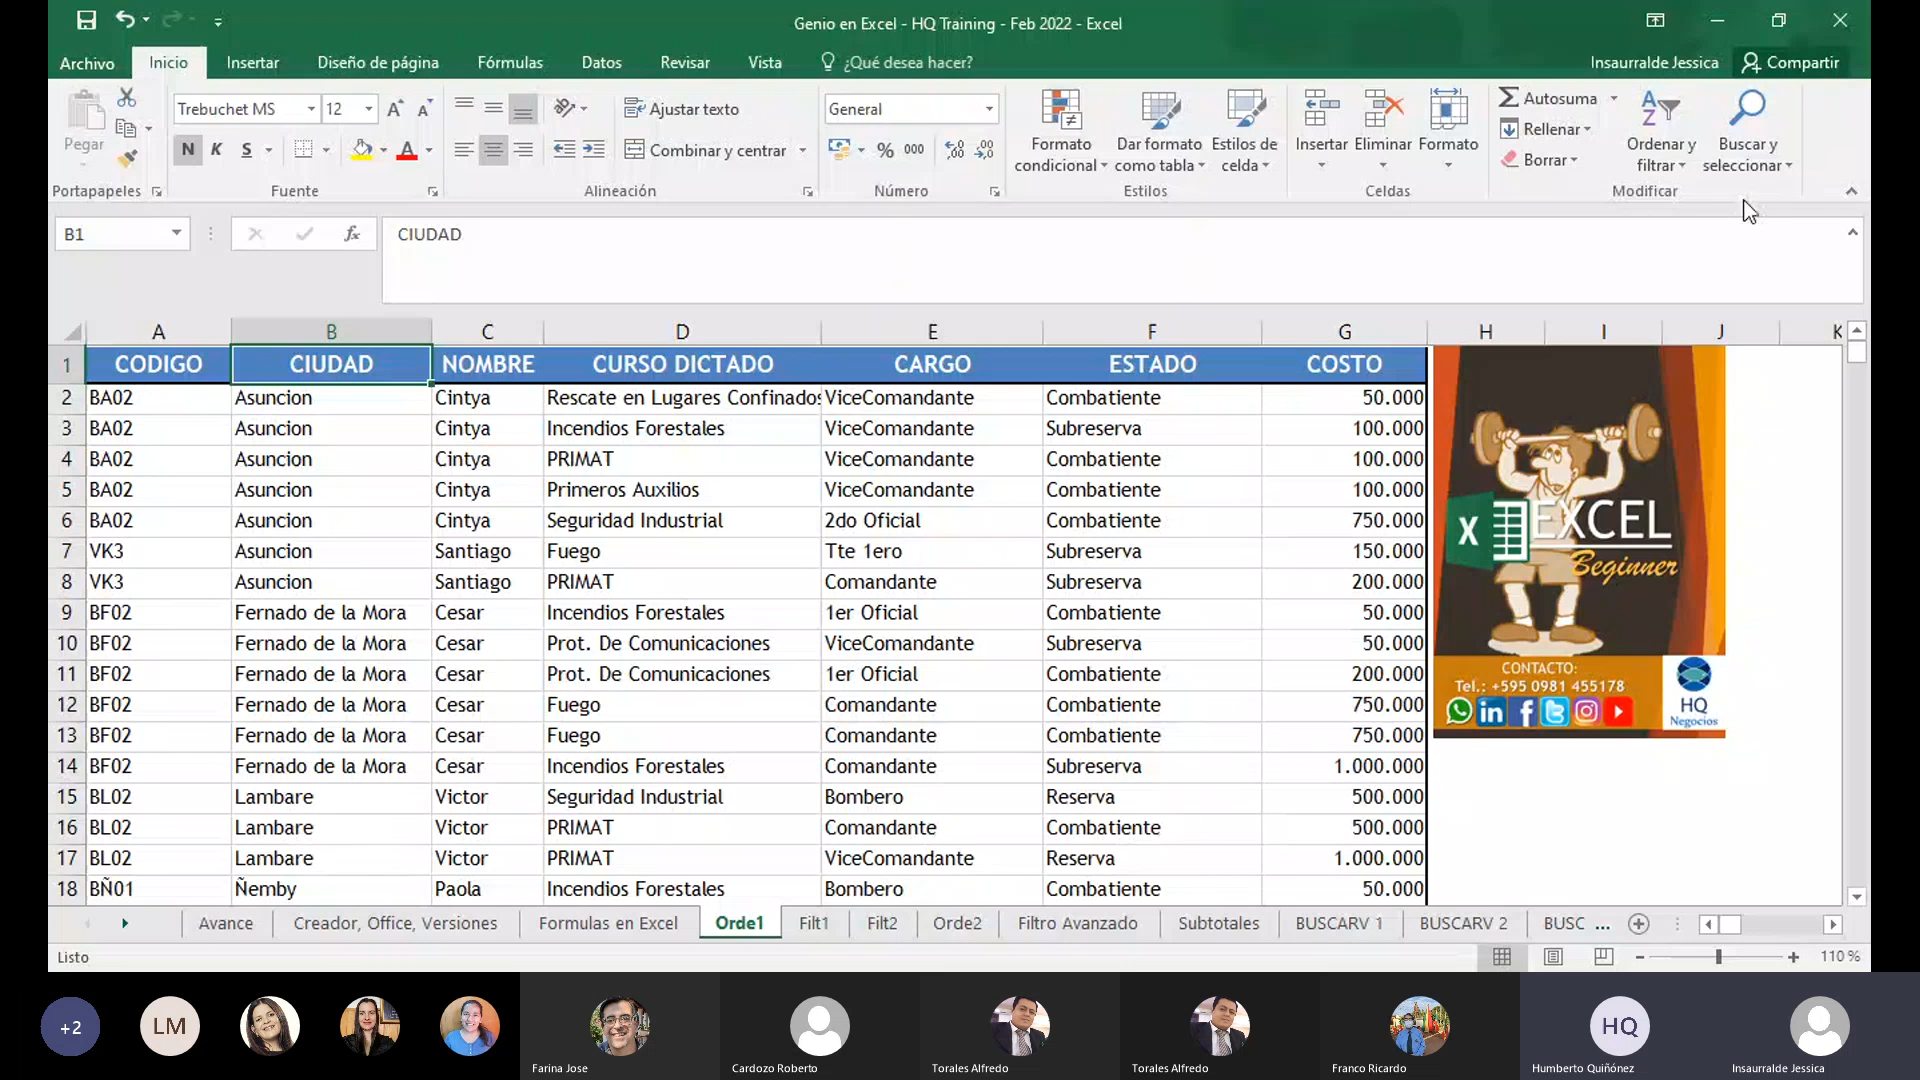 Genio en Excel - HQ Training - Feb 2022 - Excel
Archivo Inicio Insertar Diseño de página Fórmulas Datos Revisar Vista ¿Qué desea hacer? Insaurralde Jessica Compartir
Pegar
Portapapeles
Trebuchet MS 12
N K S
Fuente
Ajustar texto
Combinar y centrar
Alineación
General
% 000
Número
Formato condicional
Dar formato como tabla
Estilos de celda
Estilos
Insertar Eliminar Formato
Celdas
Autosuma
Rellenar
Borrar
Ordenar y filtrar
Buscar y seleccionar
Modificar
B1 fx CIUDAD
A B C D E F G H I J K
1 CODIGO CIUDAD NOMBRE CURSO DICTADO CARGO ESTADO COSTO
2 BA02 Asuncion Cintya Rescate en Lugares Confinados ViceComandante Combatiente 50.000
3 BA02 Asuncion Cintya Incendios Forestales ViceComandante Subreserva 100.000
4 BA02 Asuncion Cintya PRIMAT ViceComandante Combatiente 100.000
5 BA02 Asuncion Cintya Primeros Auxilios ViceComandante Combatiente 100.000
6 BA02 Asuncion Cintya Seguridad Industrial 2do Oficial Combatiente 750.000
7 VK3 Asuncion Santiago Fuego Tte 1ero Subreserva 150.000
8 VK3 Asuncion Santiago PRIMAT Comandante Subreserva 200.000
9 BF02 Fernado de la Mora Cesar Incendios Forestales 1er Oficial Combatiente 50.000
10 BF02 Fernado de la Mora Cesar Prot. De Comunicaciones ViceComandante Subreserva 50.000
11 BF02 Fernado de la Mora Cesar Prot. De Comunicaciones 1er Oficial Combatiente 200.000
12 BF02 Fernado de la Mora Cesar Fuego Comandante Combatiente 750.000
13 BF02 Fernado de la Mora Cesar Fuego Comandante Combatiente 750.000
14 BF02 Fernado de la Mora Cesar Incendios Forestales Comandante Subreserva 1.000.000
15 BL02 Lambare Victor Seguridad Industrial Bombero Reserva 500.000
16 BL02 Lambare Victor PRIMAT Comandante Combatiente 500.000
17 BL02 Lambare Victor PRIMAT ViceComandante Reserva 1.000.000
18 BÑ01 Ñemby Paola Incendios Forestales Bombero Combatiente 50.000
X EXCEL
Beginner
CONTACTO:
Tel.: +595 0981 455178
HQ
Negocios
Avance Creador, Office, Versiones Formulas en Excel Orde1 Filt1 Filt2 Orde2 Filtro Avanzado Subtotales BUSCARV 1 BUSCARV 2 BUSC ...
Listo 110 %
+2 LM HQ
Farina Jose Cardozo Roberto Torales Alfredo Torales Alfredo Franco Ricardo Humberto Quiñónez Insaurralde Jessica